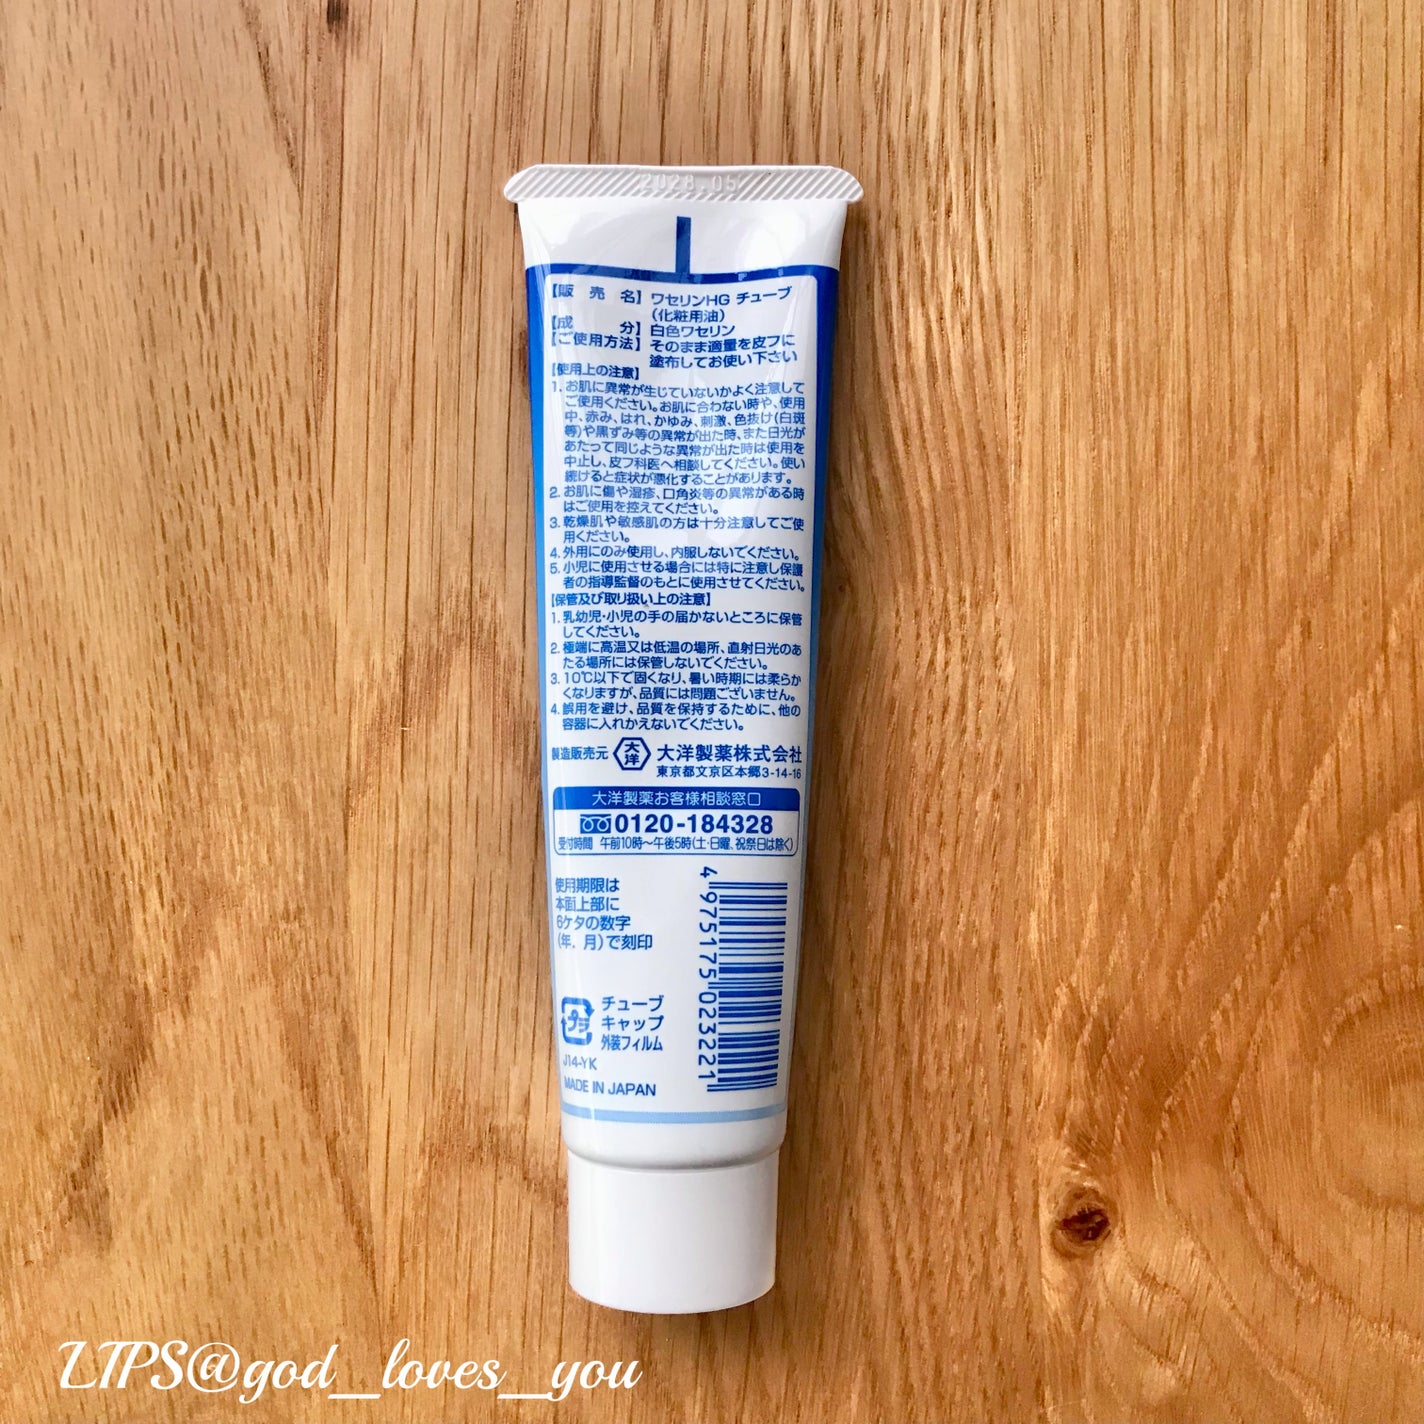 2028.05
【販売名】ワセリンHG チューブ
(化粧用油)
【成分】白色ワセリン
【ご使用方法】そのまま適量を皮フに
塗布してお使い下さい
【使用上の注意】
1. お肌に異常が生じていないかよく注意して
ご使用ください。お肌に合わない時や、使用
中、赤み、はれ、かゆみ、刺激、色抜け(白斑
等)や黒ずみ等の異常が出た時、また日光が
あたって同じような異常が出た時は使用を
中止し、皮フ科医へ相談してください。使い
続けると症状が悪化することがあります。
2. お肌に傷や湿疹、口角炎等の異常がある時
はご使用を控えてください。
3. 乾燥肌や敏感肌の方は十分注意してご使
用ください。
4. 外用にのみ使用し、内服しないでください。
5. 小児に使用させる場合には特に注意し保護
者の指導監督のもとに使用させてください。
【保管及び取り扱い上の注意】
1. 乳幼児・小児の手の届かないところに保管
してください。
2. 極端に高温又は低温の場所、直射日光のあ
たる場所には保管しないでください。
3. 10℃以下で固くなり、暑い時期には柔らか
くなりますが、品質には問題ございません。
4. 誤用を避け、品質を保持するために、他の
容器に入れかえないでください。
製造販売元 大洋 大洋製薬株式会社
東京都文京区本郷3-14-16
大洋製薬お客様相談窓口
0120-184328
受付時間 午前10時〜午後5時(土・日曜、祝祭日は除く)
使用期限は
本面上部に
6ケタの数字
(年.月)で刻印
4975175023221
プラ
チューブ
キャップ
外装フィルム
J14-YK
MADE IN JAPAN
LIPS@god_loves_you